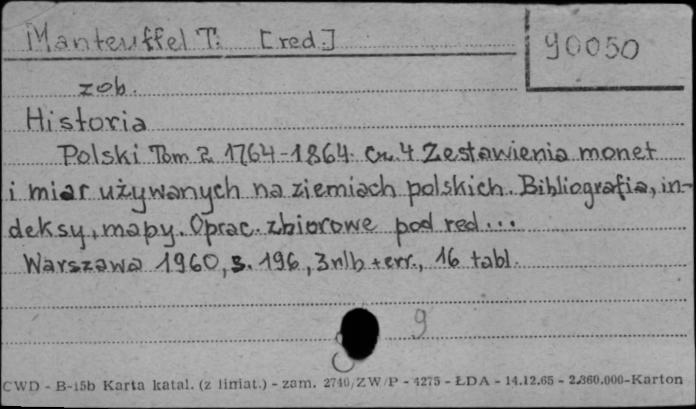 Manteuffel T. [red.]
90050
zob.
Historia
Polski Tom 2. 1764-1864. Cz. 4 Zestawienia monet
i miar używanych na ziemiach polskich. Bibliografia, in-
deksy, mapy. Oprac. zbiorowe pod red...
Warszawa 1960, s. 196, 3 nlb + err., 16 tabl.
9
CWD - B-15b Karta katal. (z liniat.) - zam. 2740/ZW/P - 4275 - ŁDA - 14.12.65 - 2.360.000-Karton